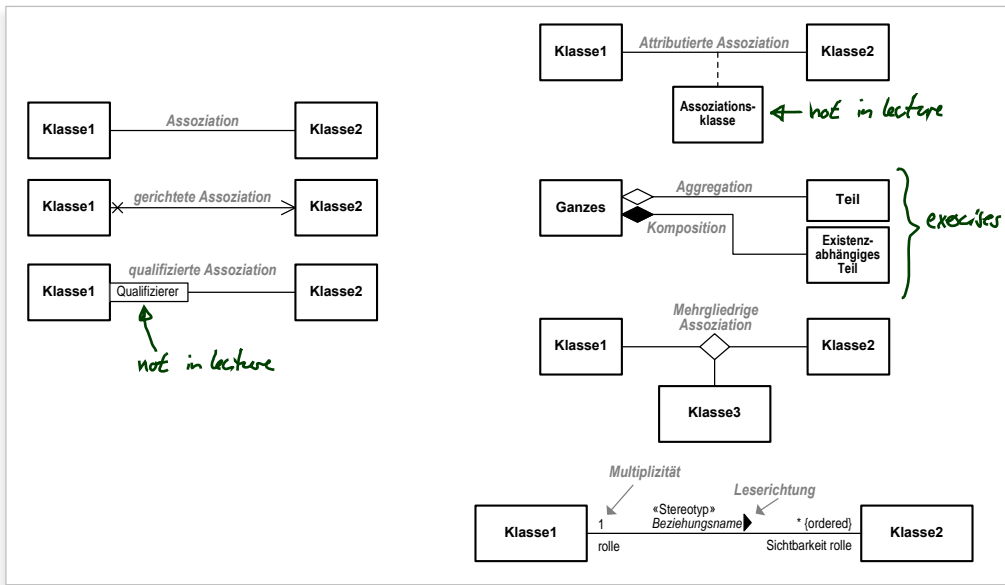 Klasse1
Assoziation
Klasse2
Klasse1
gerichtete Assoziation
Klasse2
qualifizierte Assoziation
Klasse1
Qualifizierer
Klasse2
not in lecture
Klasse1
Attributierte Assoziation
Klasse2
Assoziations-
klasse
not in lecture
Ganzes
Aggregation
Teil
Komposition
Existenz-
abhängiges
Teil
exercises
Mehrgliedrige
Assoziation
Klasse1
Klasse2
Klasse3
Multiplizität
Leserichtung
Klasse1
1
«Stereotyp»
Beziehungsname
* {ordered}
Klasse2
rolle
Sichtbarkeit rolle